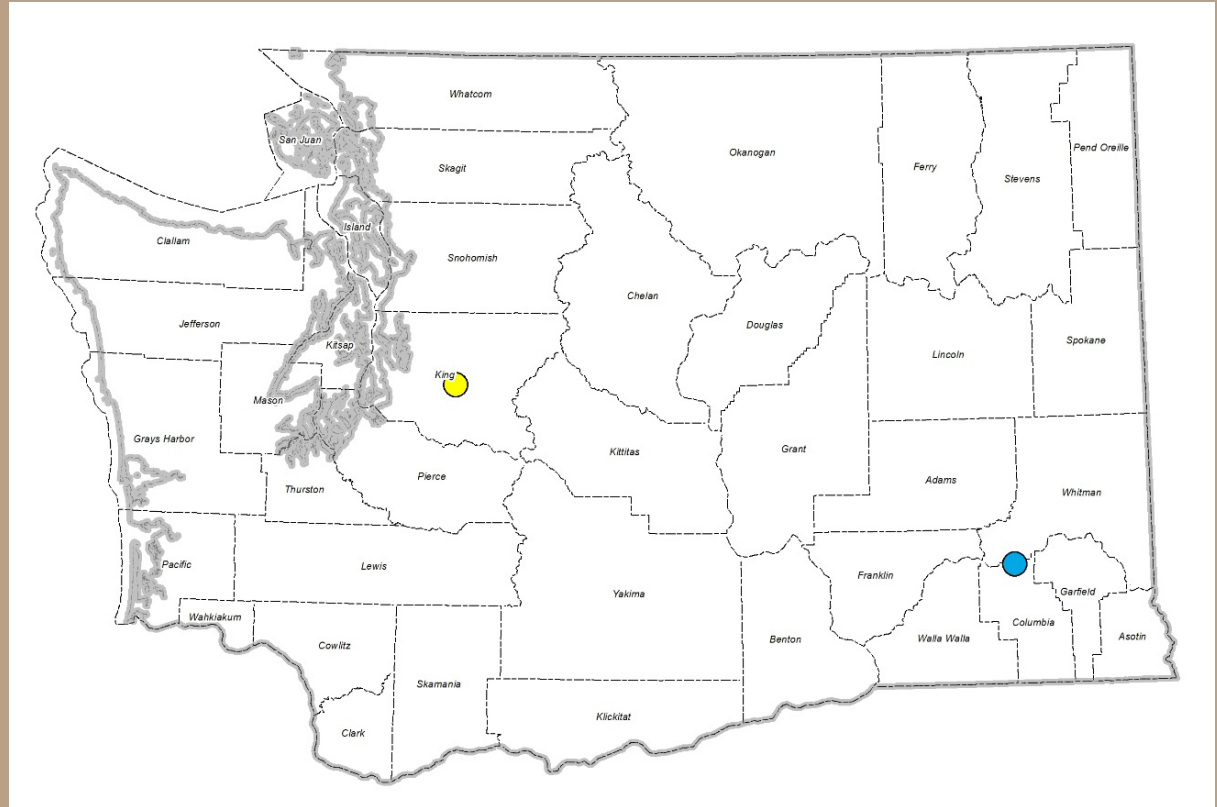 Whatcom
San Juan
Skagit
Okanogan
Ferry
Stevens
Pend Oreille
Island
Clallam
Snohomish
Chelan
Jefferson
Kitsap
Douglas
Lincoln
Spokane
King
Mason
Grays Harbor
Kittitas
Grant
Pierce
Thurston
Adams
Whitman
Pacific
Lewis
Yakima
Franklin
Garfield
Wahkiakum
Cowlitz
Benton
Walla Walla
Columbia
Asotin
Skamania
Klickitat
Clark